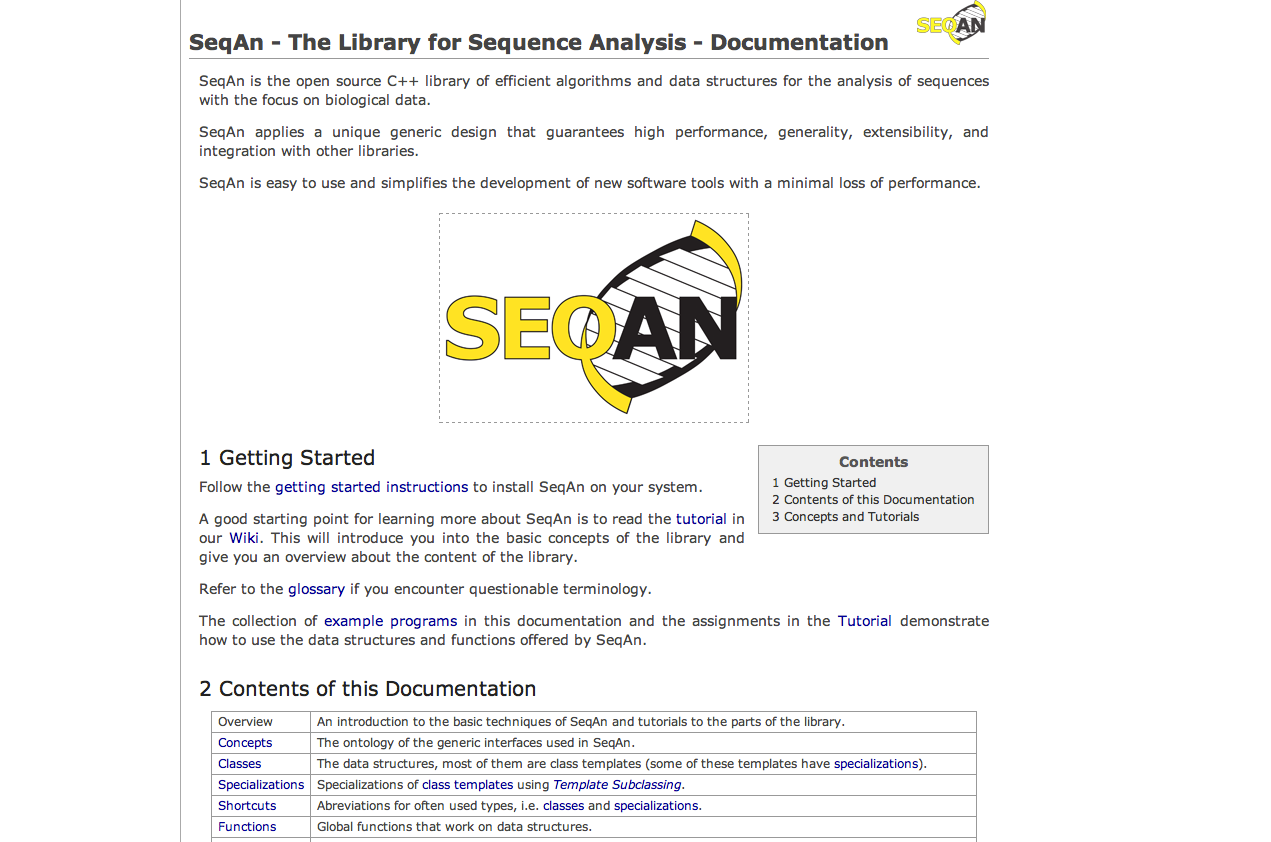 SeqAn - The Library for Sequence Analysis - Documentation
SEQAN
SeqAn is the open source C++ library of efficient algorithms and data structures for the analysis of sequences
with the focus on biological data.
SeqAn applies a unique generic design that guarantees high performance, generality, extensibility, and
integration with other libraries.
SeqAn is easy to use and simplifies the development of new software tools with a minimal loss of performance.
SEQAN
1 Getting Started
Follow the getting started instructions to install SeqAn on your system.
A good starting point for learning more about SeqAn is to read the tutorial in
our Wiki. This will introduce you into the basic concepts of the library and
give you an overview about the content of the library.
Refer to the glossary if you encounter questionable terminology.
Contents
1 Getting Started
2 Contents of this Documentation
3 Concepts and Tutorials
The collection of example programs in this documentation and the assignments in the Tutorial demonstrate
how to use the data structures and functions offered by SeqAn.
2 Contents of this Documentation
Overview An introduction to the basic techniques of SeqAn and tutorials to the parts of the library.
Concepts The ontology of the generic interfaces used in SeqAn.
Classes The data structures, most of them are class templates (some of these templates have specializations).
Specializations Specializations of class templates using Template Subclassing.
Shortcuts Abreviations for often used types, i.e. classes and specializations.
Functions Global functions that work on data structures.